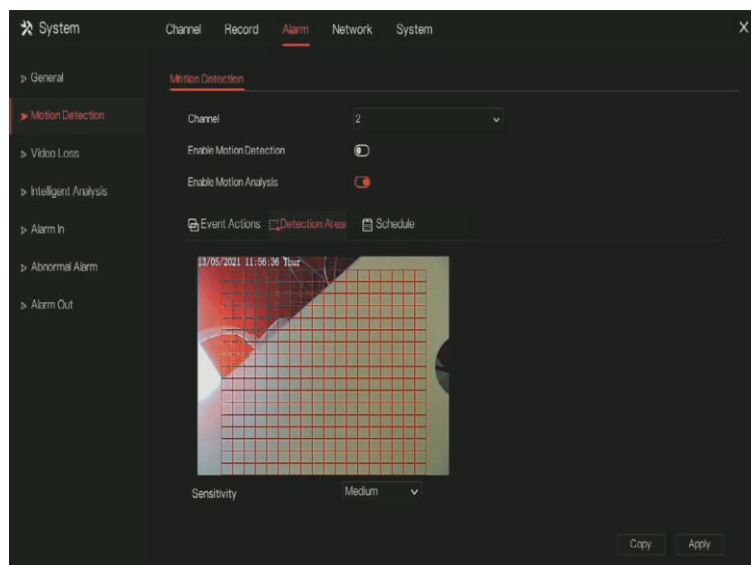 System Channel Record Alarm Network System X
General Motion Detection
Motion Detection Channel 2
Video Loss Enable Motion Detection
Intelligent Analysis Enable Motion Analysis
Alarm In Event Actions Detection Area Schedule
Abnormal Alarm
Alarm Out
13/05/2021 11:56:36 Thur
Sensitivity Medium
Copy Apply